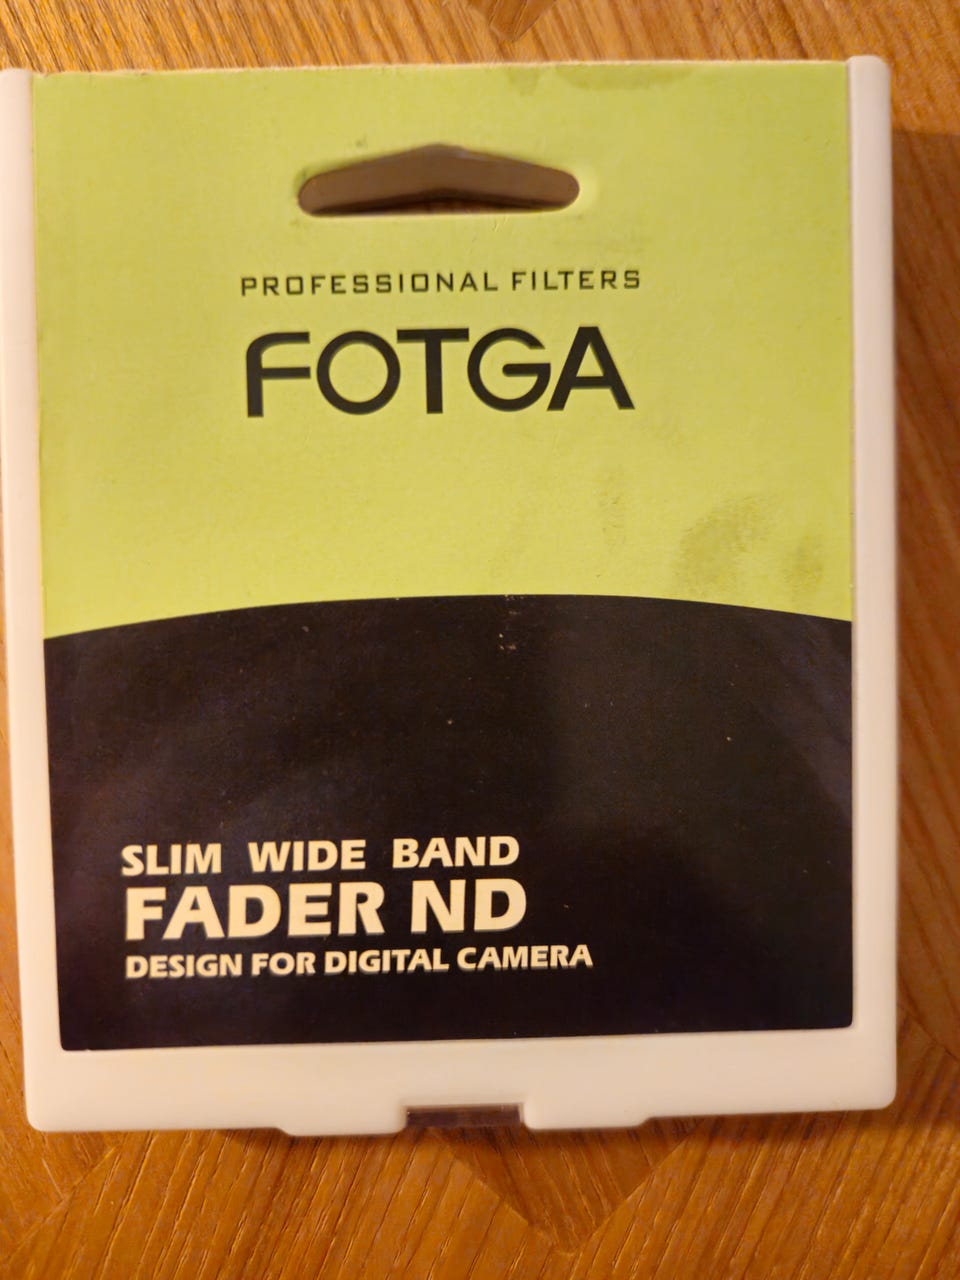 PROFESSIONAL FILTERS
FOTGA
SLIM WIDE BAND
FADER ND
DESIGN FOR DIGITAL CAMERA